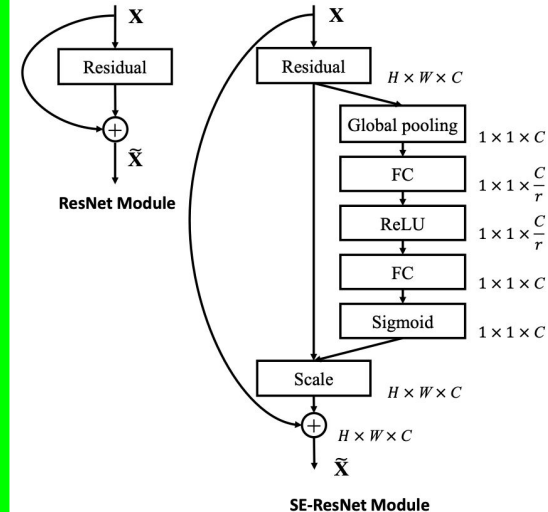 X
Residual
+
X̃
ResNet Module
X
Residual
H × W × C
Global pooling
1 × 1 × C
FC
1 × 1 × C/r
ReLU
1 × 1 × C/r
FC
1 × 1 × C
Sigmoid
1 × 1 × C
Scale
H × W × C
+
H × W × C
X̃
SE-ResNet Module